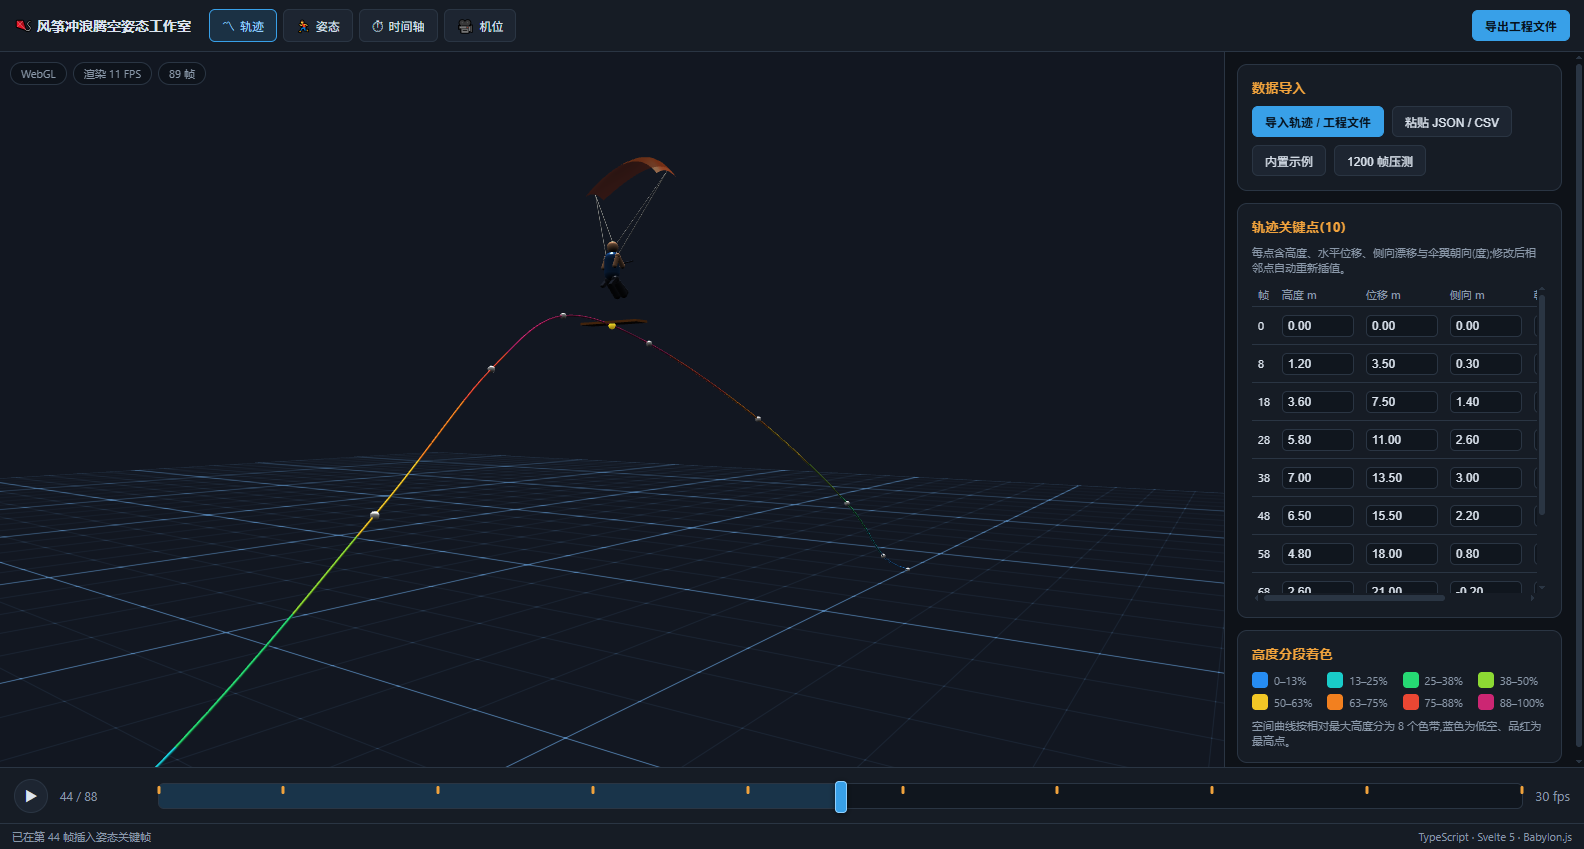 风筝冲浪腾空姿态工作室
轨迹
姿态
时间轴
机位
导出工程文件
WebGL
渲染 11 FPS
89 帧
数据导入
导入轨迹 / 工程文件
粘贴 JSON / CSV
内置示例
1200 帧压测
轨迹关键点(10)
每点含高度、水平位移、侧向漂移与伞翼朝向(度);修改后相
邻点自动重新插值。
帧 高度 m 位移 m 侧向 m
0 0.00 0.00 0.00
8 1.20 3.50 0.30
18 3.60 7.50 1.40
28 5.80 11.00 2.60
38 7.00 13.50 3.00
48 6.50 15.50 2.20
58 4.80 18.00 0.80
68 2.60 21.00 -0.20
高度分段着色
0–13% 13–25% 25–38% 38–50%
50–63% 63–75% 75–88% 88–100%
空间曲线按相对最大高度分为 8 个色带,蓝色为低空、品红为
最高点。
44 / 88
30 fps
已在第 44 帧插入姿态关键帧
TypeScript · Svelte 5 · Babylon.js